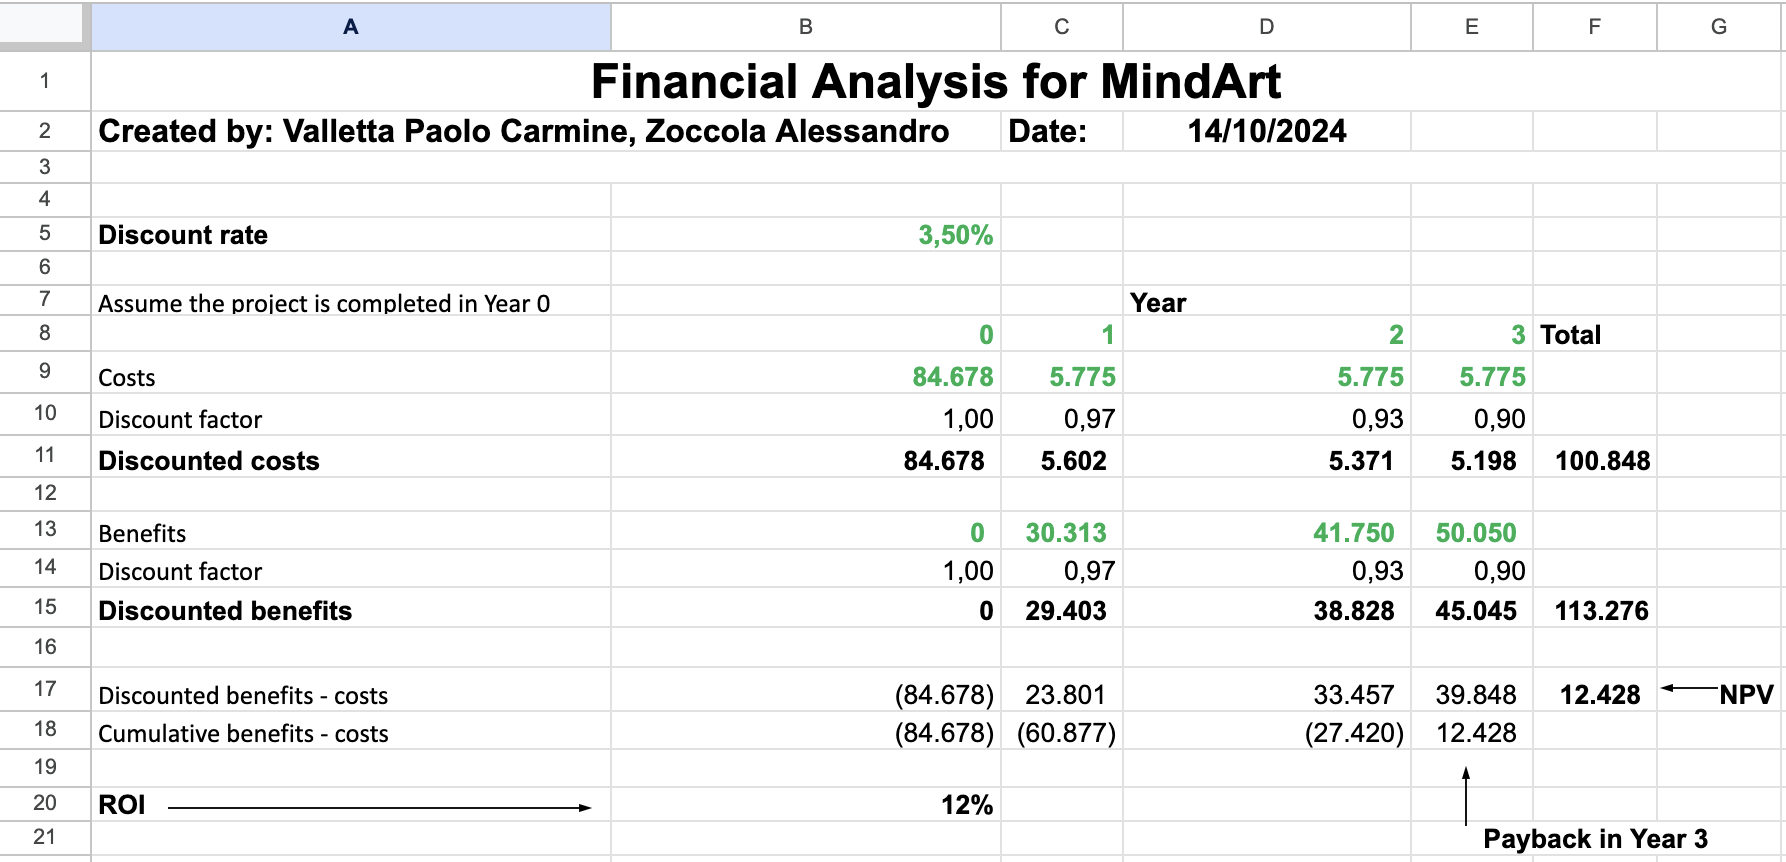 A B C D E F G
1 Financial Analysis for MindArt
2 Created by: Valletta Paolo Carmine, Zoccola Alessandro Date: 14/10/2024
3
4
5 Discount rate 3,50%
6
7 Assume the project is completed in Year 0 Year
8 0 1 2 3 Total
9 Costs 84.678 5.775 5.775 5.775
10 Discount factor 1,00 0,97 0,93 0,90
11 Discounted costs 84.678 5.602 5.371 5.198 100.848
12
13 Benefits 0 30.313 41.750 50.050
14 Discount factor 1,00 0,97 0,93 0,90
15 Discounted benefits 0 29.403 38.828 45.045 113.276
16
17 Discounted benefits - costs (84.678) 23.801 33.457 39.848 12.428 NPV
18 Cumulative benefits - costs (84.678) (60.877) (27.420) 12.428
19
20 ROI 12%
21 Payback in Year 3